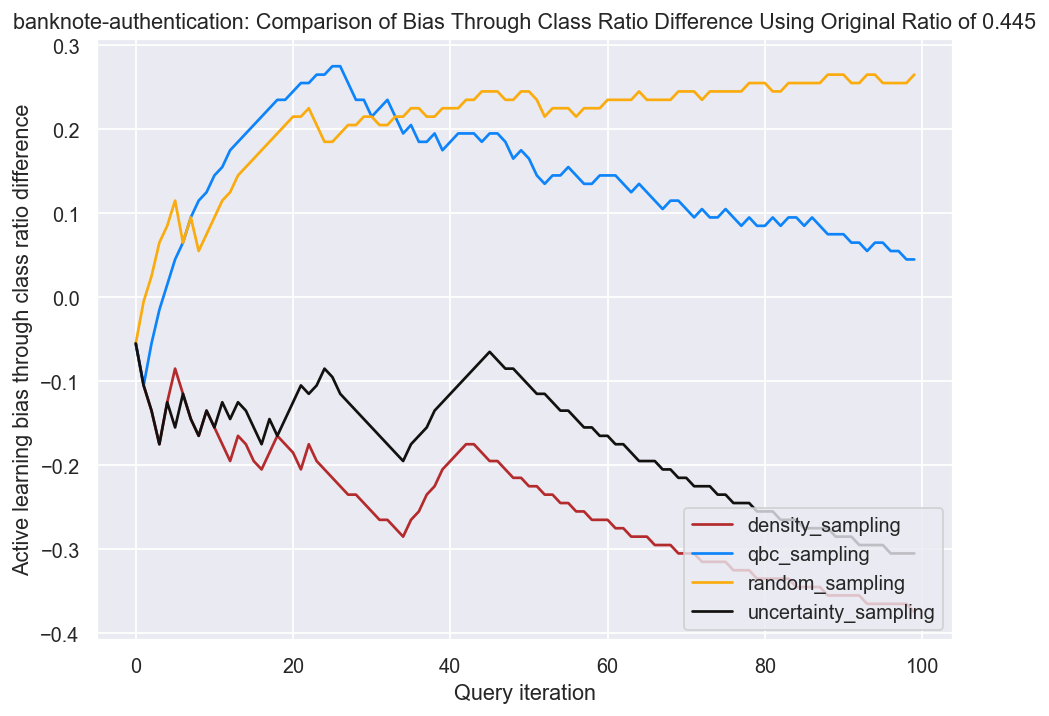 banknote-authentication: Comparison of Bias Through Class Ratio Difference Using Original Ratio of 0.445
Active learning bias through class ratio difference
0.3
0.2
0.1
0.0
−0.1
−0.2
−0.3
−0.4
density_sampling
qbc_sampling
random_sampling
uncertainty_sampling
0 20 40 60 80 100
Query iteration